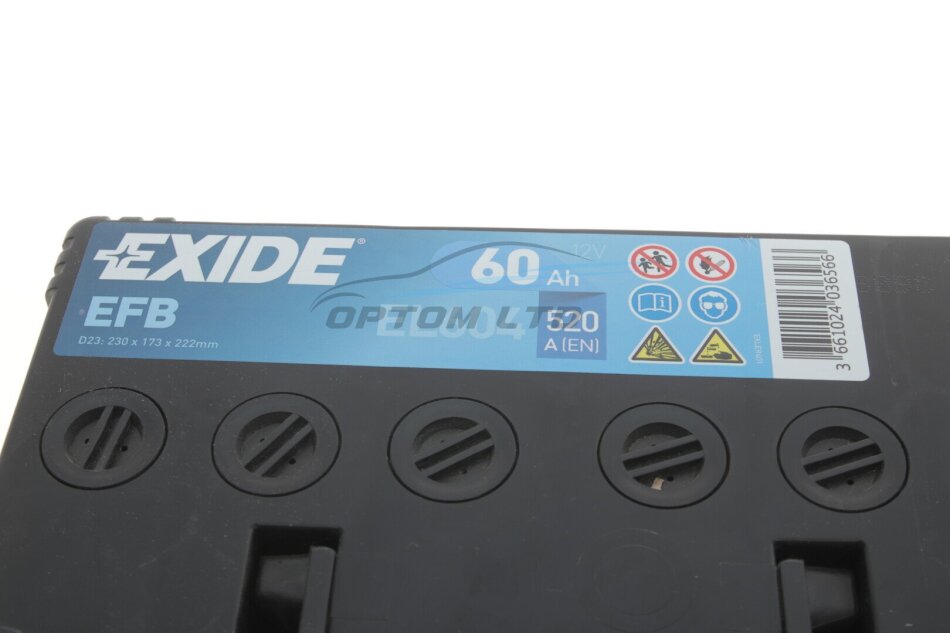 EXIDE®
60 Ah
12V
EFB
OPTOM LTD
520
A (EN)
D23: 230 x 173 x 222mm
3 661024 036566